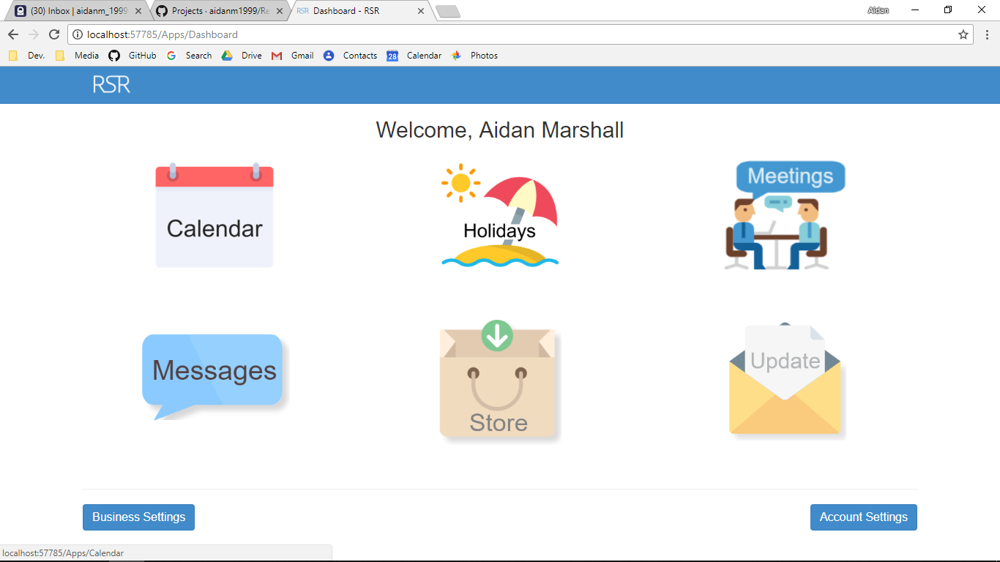 (30) Inbox | aidanm_1999
Projects · aidanm1999/Re
RSR Dashboard - RSR
Aidan
localhost:57785/Apps/Dashboard
Dev. Media GitHub Search Drive Gmail 28 Contacts Calendar Photos
RSR
Welcome, Aidan Marshall
Calendar
Holidays
Meetings
Messages
Store
Update
Business Settings
Account Settings
localhost:57785/Apps/Calendar